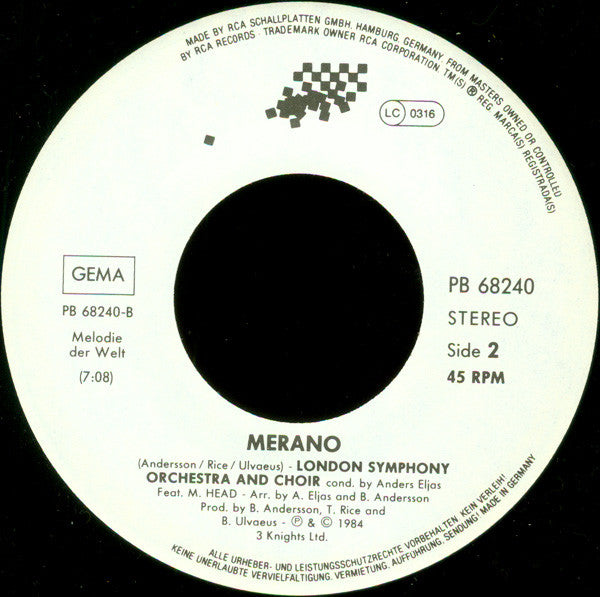 MADE BY RCA SCHALLPLATTEN GMBH, HAMBURG, GERMANY, FROM MASTERS OWNED OR CONTROLLED
BY RCA RECORDS · TRADEMARK OWNER RCA CORPORATION. TM(S) ® REG. MARCA(S) REGISTRADA(S)
LC 0316
GEMA
PB 68240-B
Melodie
der Welt
(7:08)
PB 68240
STEREO
Side 2
45 RPM
MERANO
(Andersson / Rice / Ulvaeus) - LONDON SYMPHONY
ORCHESTRA AND CHOIR cond. by Anders Eljas
Feat. M. HEAD - Arr. by A. Eljas and B. Andersson
Prod. by B. Andersson, T. Rice and
B. Ulvaeus - ℗ & © 1984
3 Knights Ltd.
ALLE URHEBER- UND LEISTUNGSSCHUTZRECHTE VORBEHALTEN. KEIN VERLEIH!
KEINE UNERLAUBTE VERVIELFÄLTIGUNG, VERMIETUNG, AUFFÜHRUNG, SENDUNG! MADE IN GERMANY